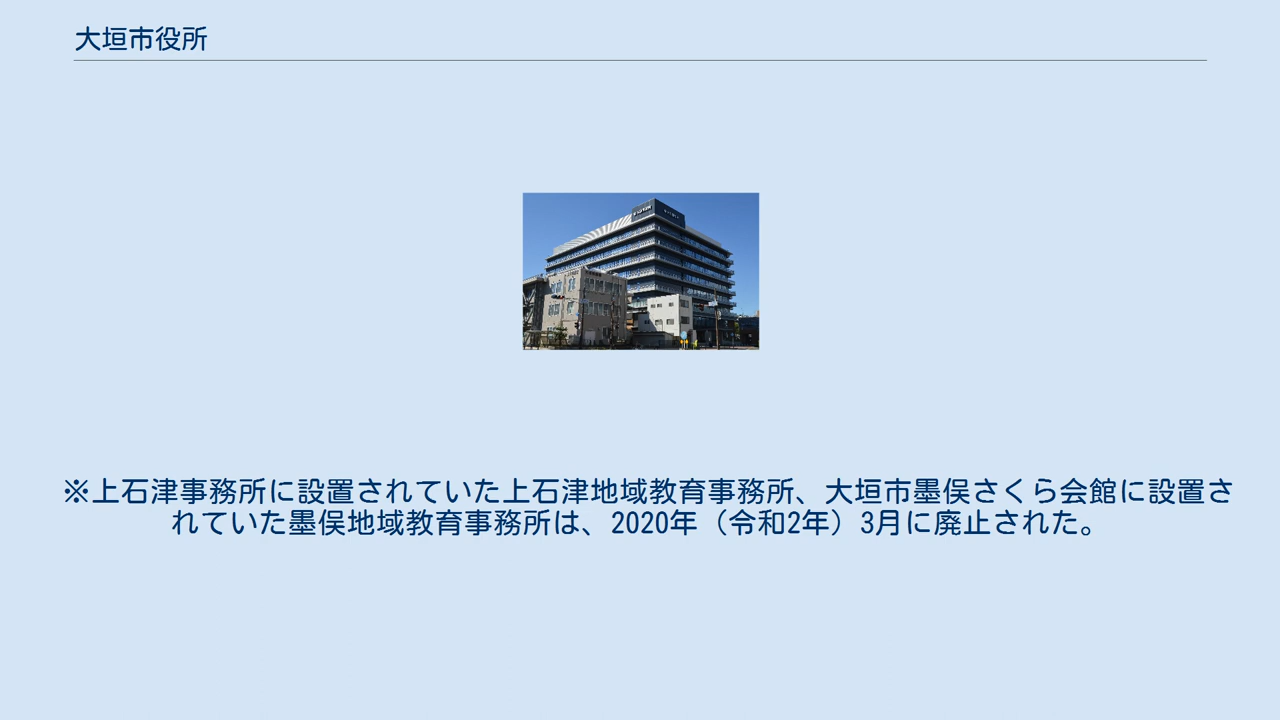 大垣市役所
※上石津事務所に設置されていた上石津地域教育事務所、大垣市墨俣さくら会館に設置さ
れていた墨俣地域教育事務所は、2020年（令和2年）3月に廃止された。